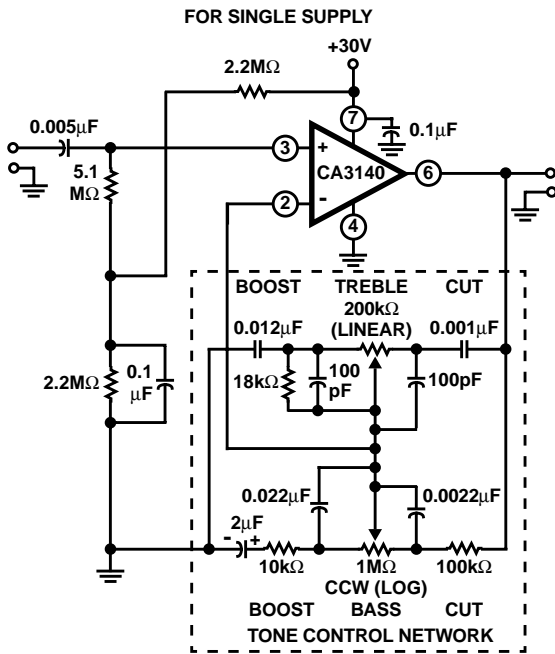 FOR SINGLE SUPPLY
+30V
2.2MΩ
0.005µF
7
0.1µF
5.1
MΩ
3
+
CA3140
6
2
-
4
BOOST TREBLE CUT
200kΩ
(LINEAR)
0.012µF
0.001µF
18kΩ
100
pF
100pF
2.2MΩ
0.1
µF
0.022µF
0.0022µF
2µF
- +
10kΩ
1MΩ
100kΩ
CCW (LOG)
BOOST BASS CUT
TONE CONTROL NETWORK